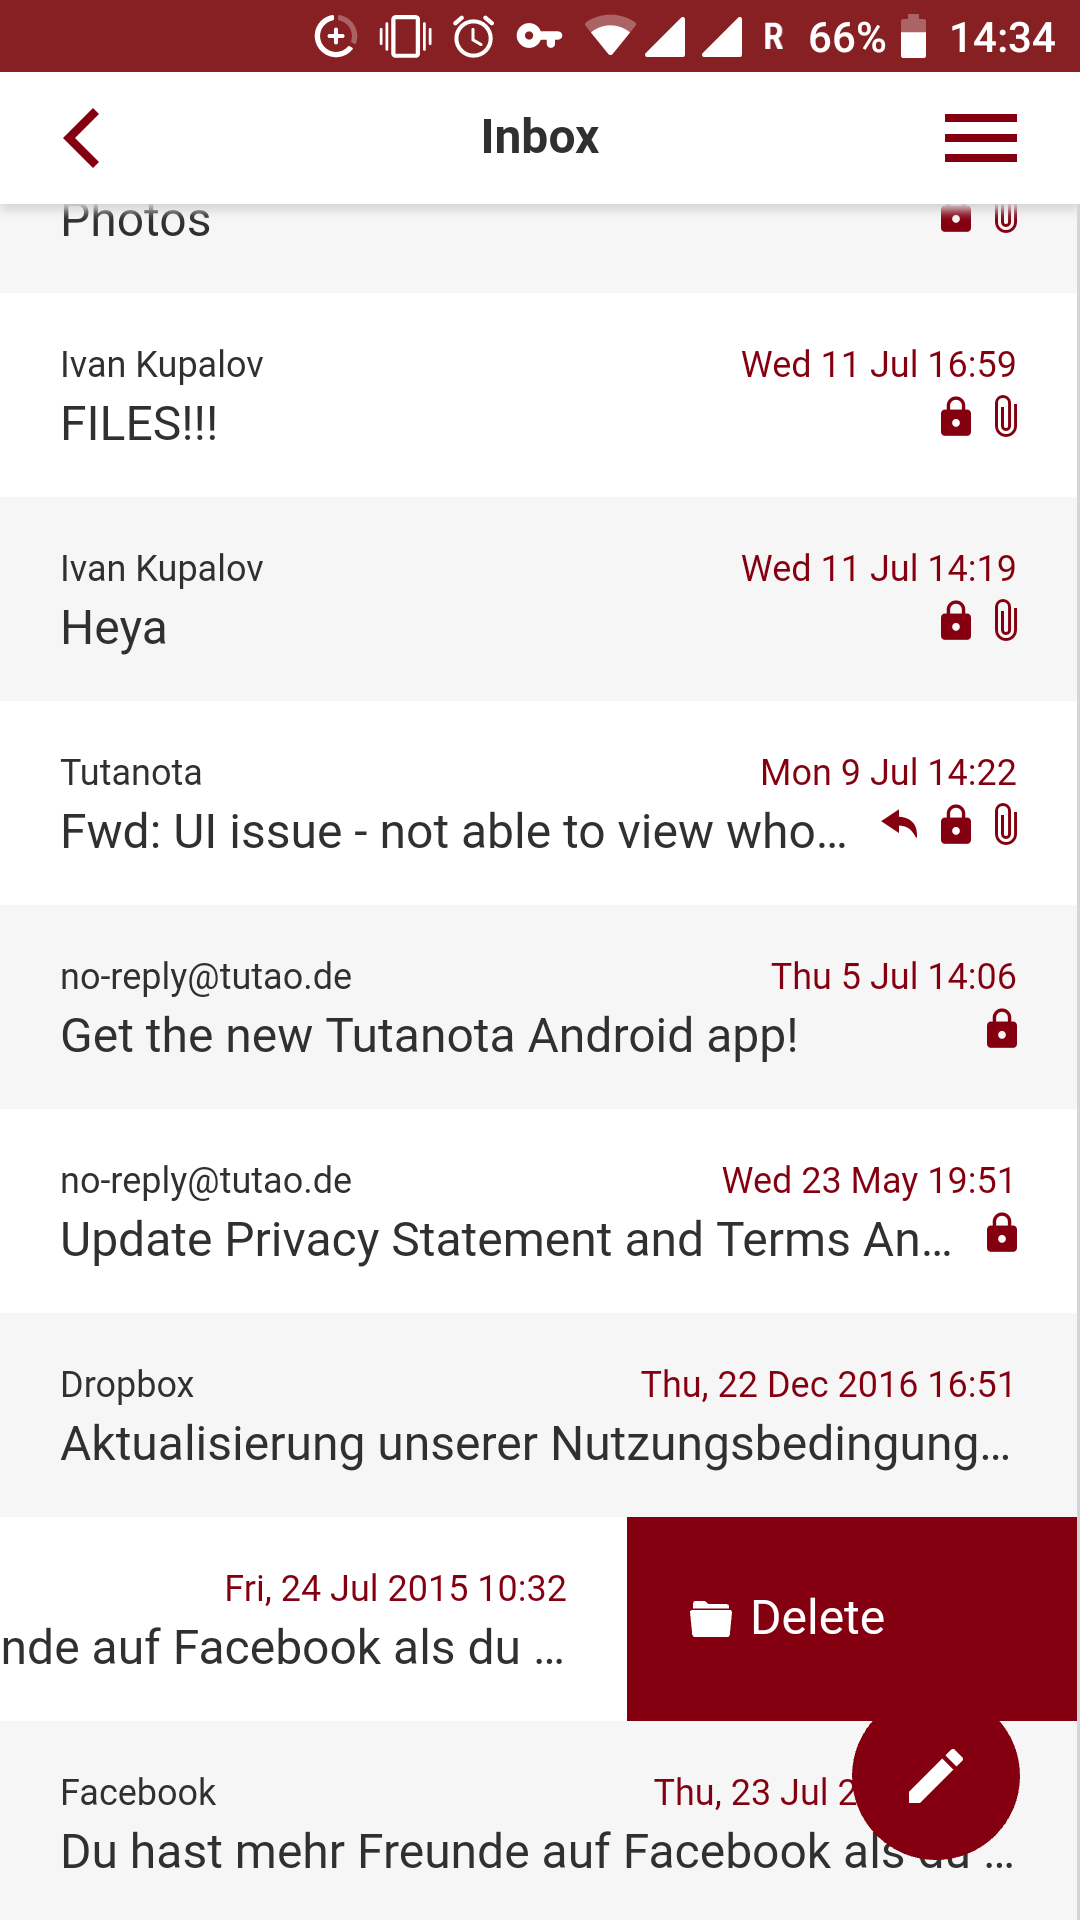 R 66% 14:34
Inbox
Photos
Ivan Kupalov Wed 11 Jul 16:59
FILES!!!
Ivan Kupalov Wed 11 Jul 14:19
Heya
Tutanota Mon 9 Jul 14:22
Fwd: UI issue - not able to view who...
no-reply@tutao.de Thu 5 Jul 14:06
Get the new Tutanota Android app!
no-reply@tutao.de Wed 23 May 19:51
Update Privacy Statement and Terms An...
Dropbox Thu, 22 Dec 2016 16:51
Aktualisierung unserer Nutzungsbedingung...
Fri, 24 Jul 2015 10:32
nde auf Facebook als du ...
Delete
Facebook Thu, 23 Jul 2
Du hast mehr Freunde auf Facebook als du ...